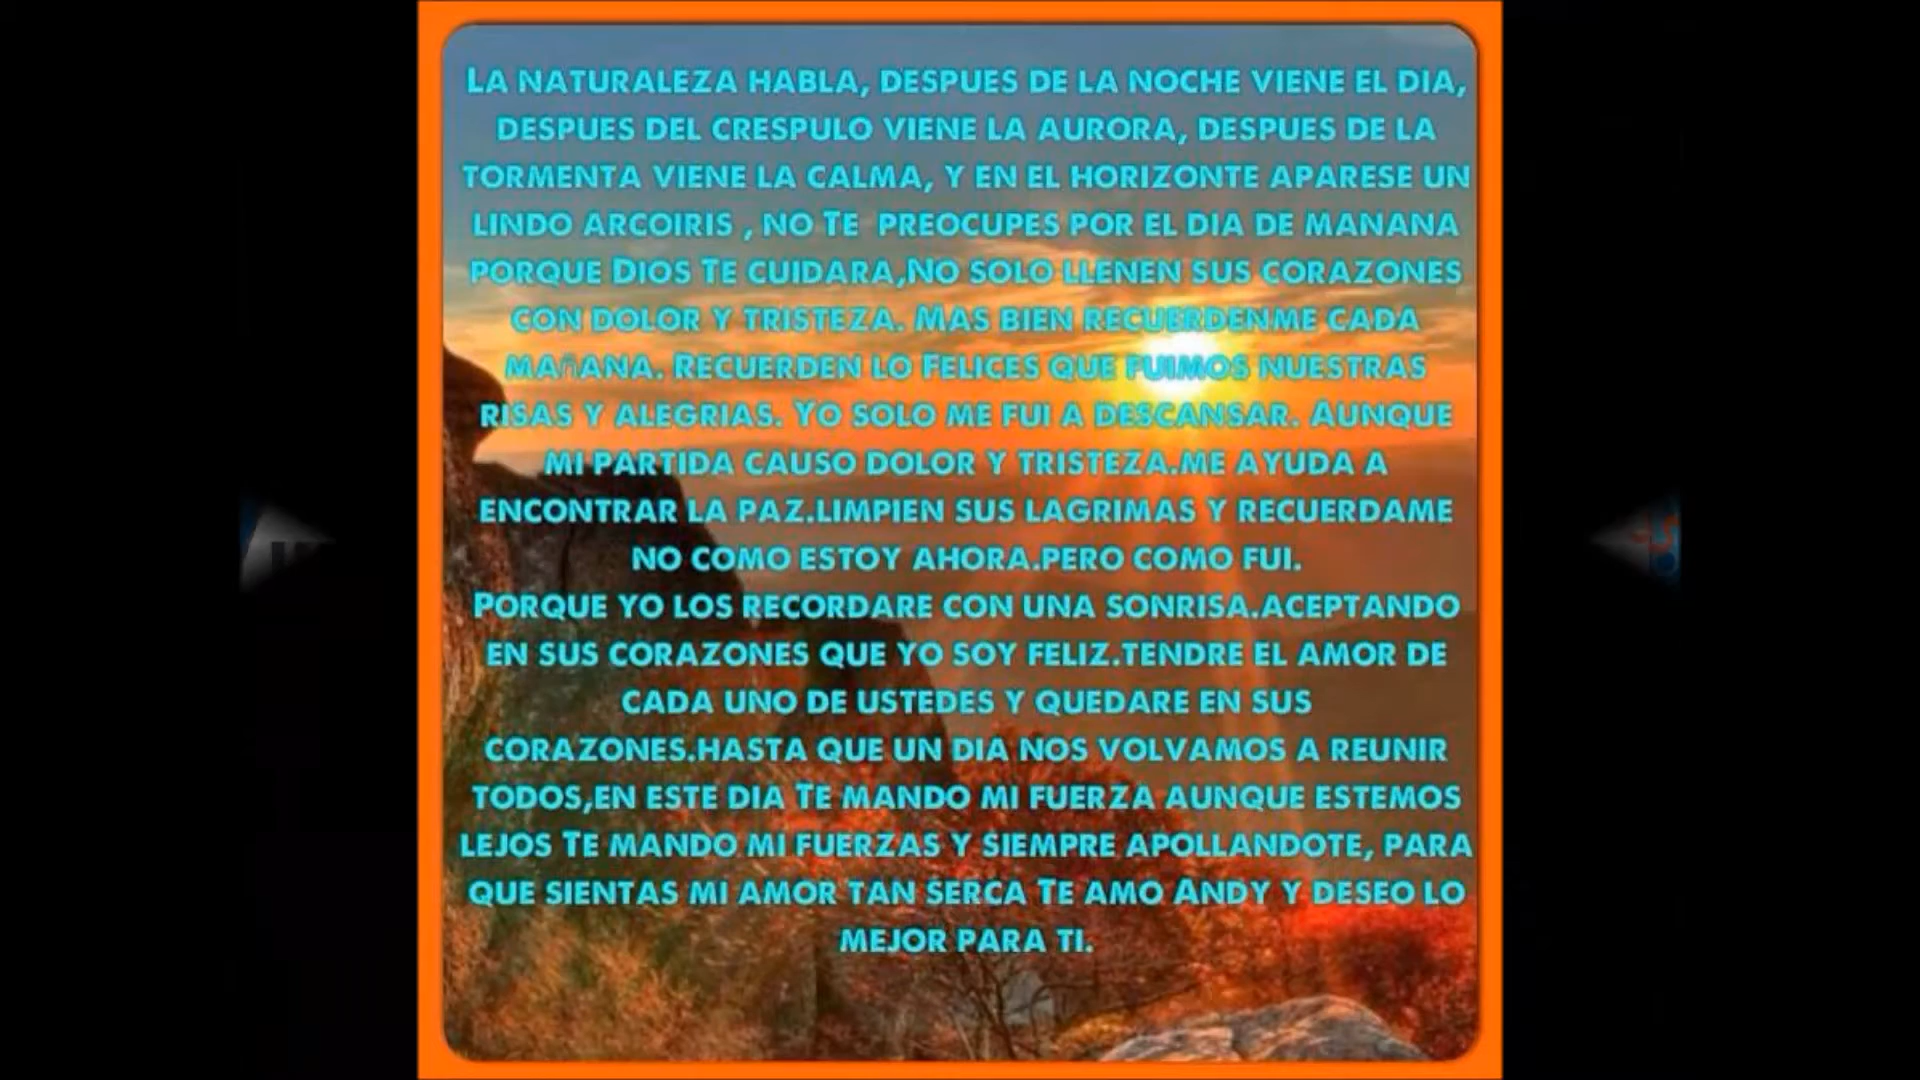 La naturaleza habla, despues de la noche viene el dia,
despues del crespulo viene la aurora, despues de la
tormenta viene la calma, y en el horizonte aparese un
lindo arcoiris , no Te preocupes por el dia de manana
porque Dios Te cuidara,No solo llenen sus corazones
con dolor y tristeza. Mas bien recuerdenme cada
mañana. Recuerden lo Felices que fuimos nuestras
risas y alegrias. Yo solo me fui a descansar. Aunque
mi partida causo dolor y tristeza.me ayuda a
encontrar la paz.limpien sus lagrimas y recuerdame
no como estoy ahora.pero como fui.
Porque yo los recordare con una sonrisa.aceptando
en sus corazones que yo soy feliz.tendre el amor de
cada uno de ustedes y quedare en sus
corazones.hasta que un dia nos volvamos a reunir
todos,en este dia Te mando mi fuerza aunque estemos
lejos Te mando mi fuerzas y siempre apollandote, para
que sientas mi amor tan serca Te amo Andy y deseo lo
mejor para ti.